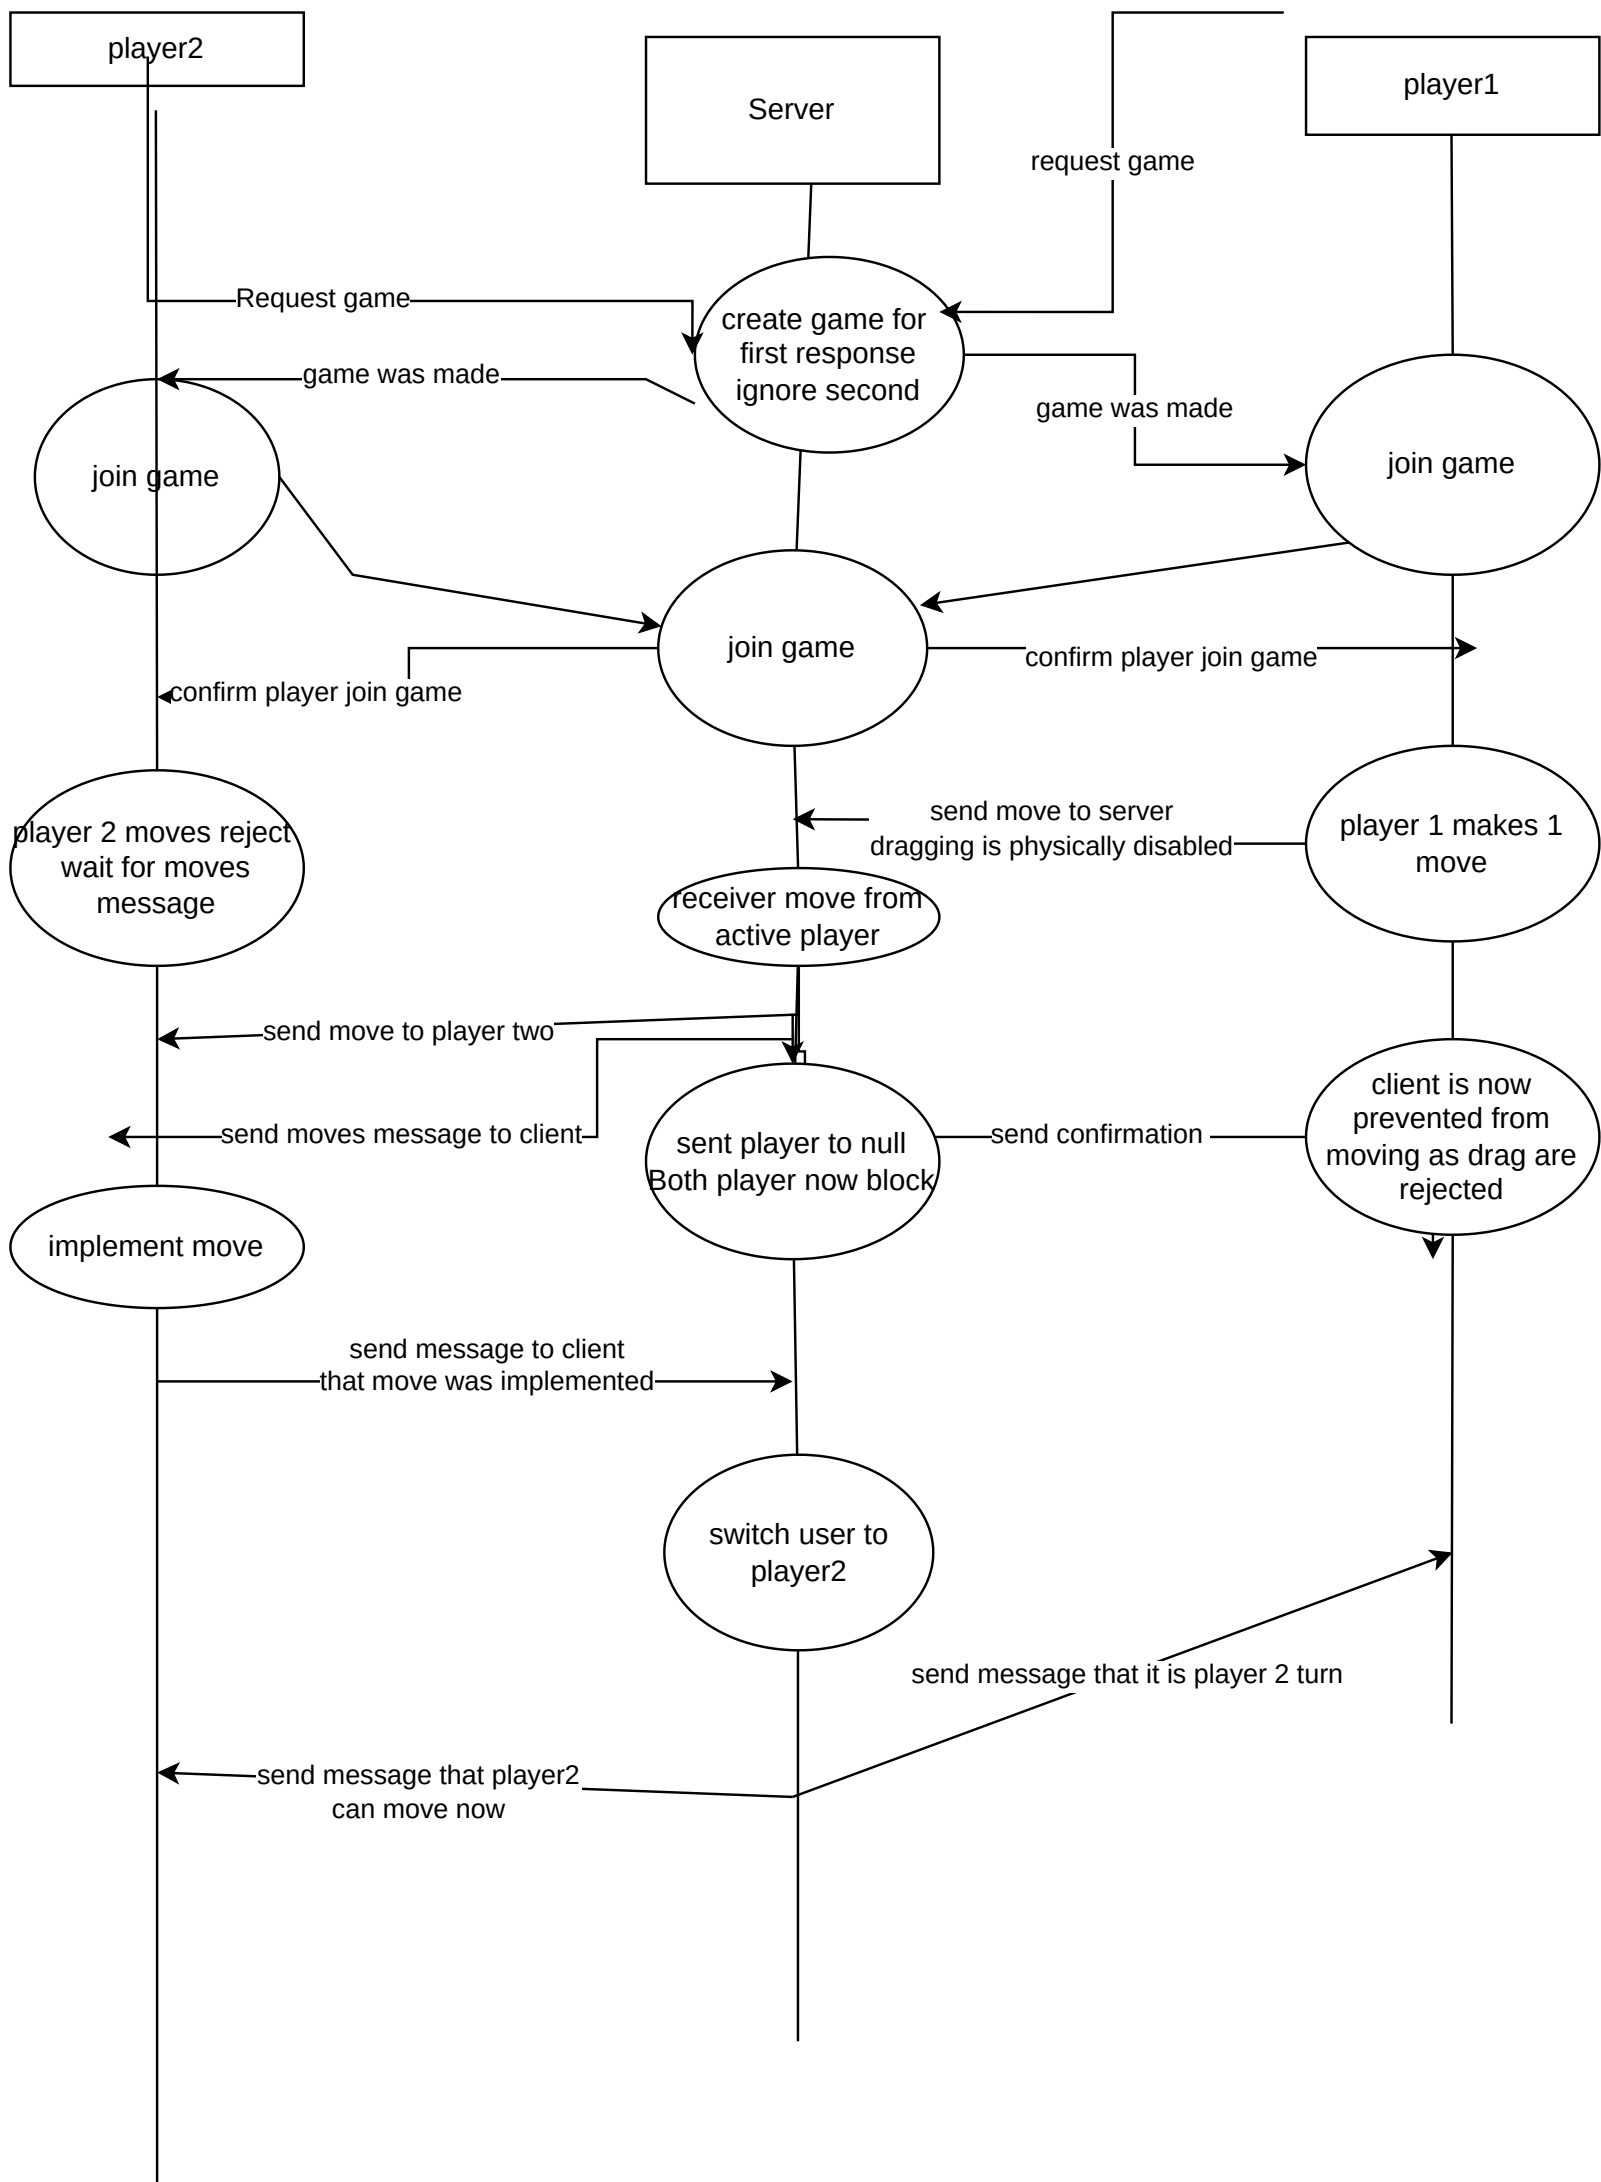 player2
Server
player1
request game
Request game
create game for
first response
ignore second
game was made
game was made
join game
join game
join game
confirm player join game
confirm player join game
send move to server
dragging is physically disabled
player 1 makes 1
move
player 2 moves reject
wait for moves
message
receiver move from
active player
send move to player two
send moves message to client
sent player to null
Both player now block
send confirmation
client is now
prevented from
moving as drag are
rejected
implement move
send message to client
that move was implemented
switch user to
player2
send message that it is player 2 turn
send message that player2
can move now